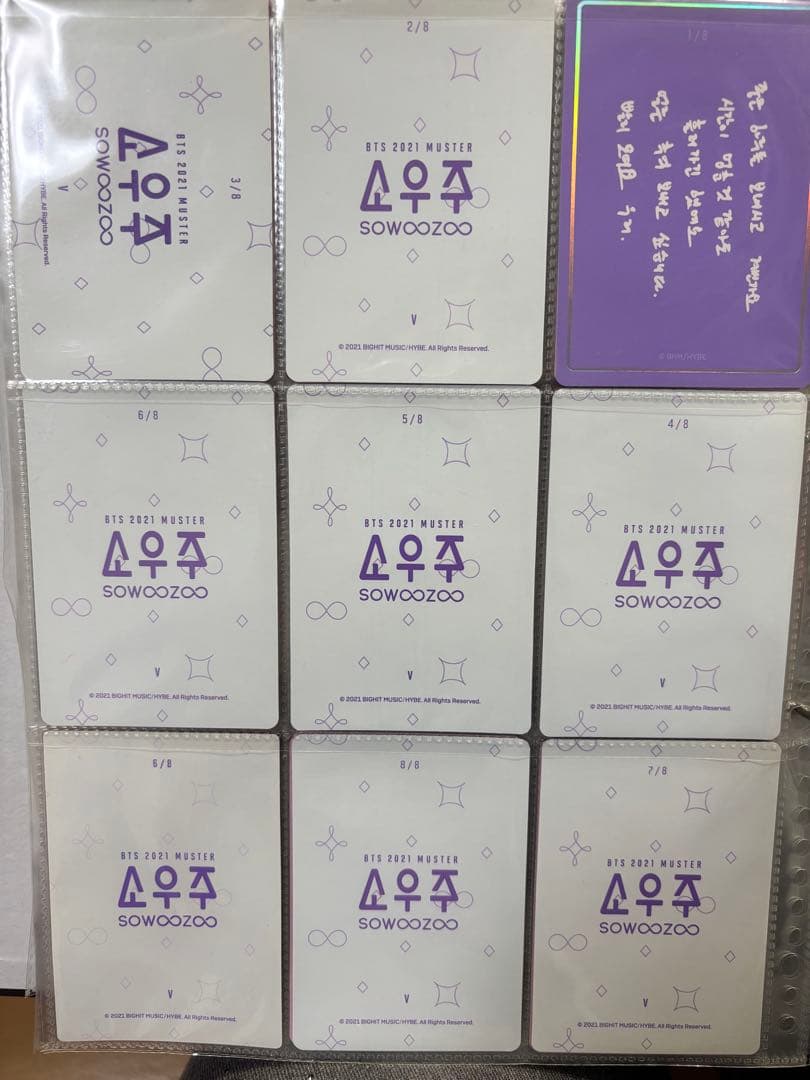 3/8
BTS 2021 MUSTER
소우주
SOWOOZOO
V
2/8
BTS 2021 MUSTER
소우주
SOWOOZOO
V
© 2021 BIGHIT MUSIC/HYBE. All Rights Reserved.
1/8
6/8
BTS 2021 MUSTER
소우주
SOWOOZOO
V
© 2021 BIGHIT MUSIC/HYBE. All Rights Reserved.
5/8
BTS 2021 MUSTER
소우주
SOWOOZOO
V
© 2021 BIGHIT MUSIC/HYBE. All Rights Reserved.
4/8
BTS 2021 MUSTER
소우주
SOWOOZOO
V
© 2021 BIGHIT MUSIC/HYBE. All Rights Reserved.
6/8
BTS 2021 MUSTER
소우주
SOWOOZOO
V
© 2021 BIGHIT MUSIC/HYBE. All Rights Reserved.
8/8
BTS 2021 MUSTER
소우주
SOWOOZOO
V
© 2021 BIGHIT MUSIC/HYBE. All Rights Reserved.
7/8
BTS 2021 MUSTER
소우주
SOWOOZOO
V
© 2021 BIGHIT MUSIC/HYBE. All Rights Reserved.